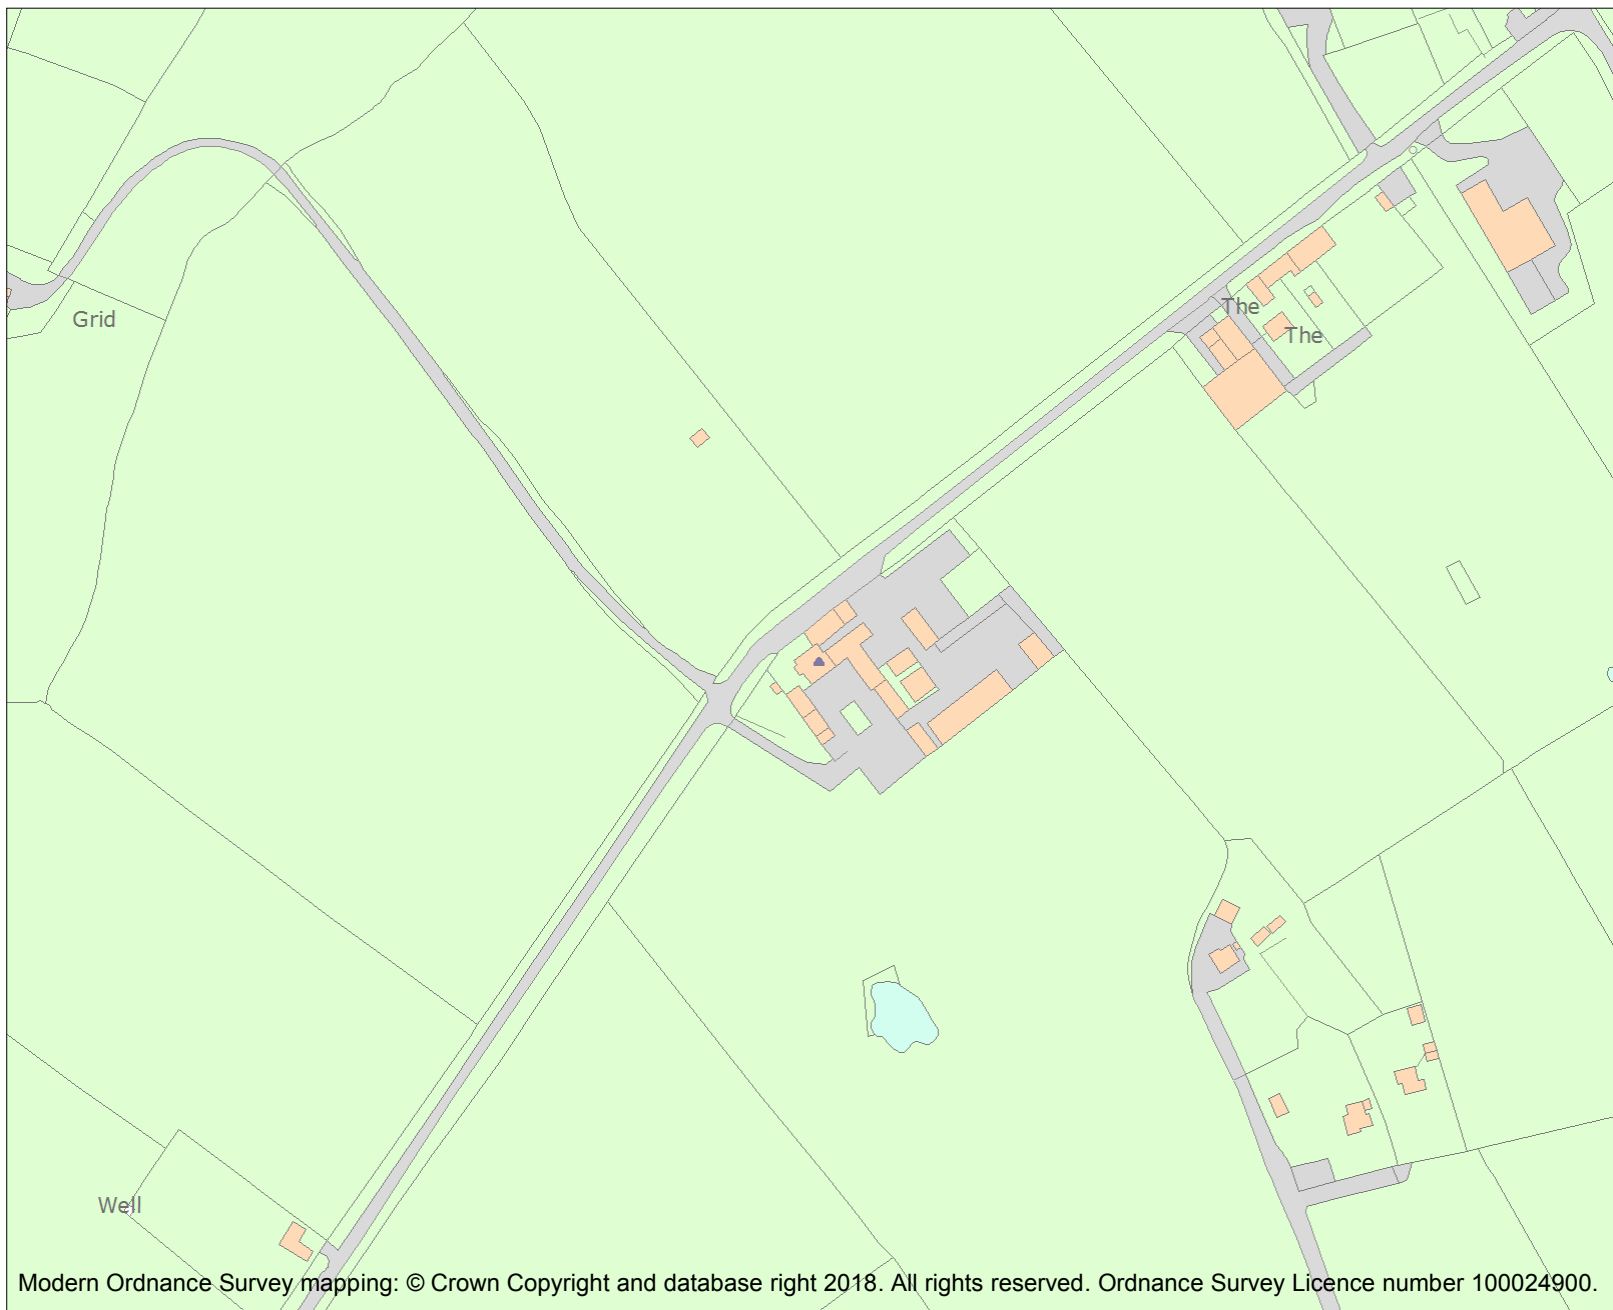 The
Grid
The
Well
Modern Ordnance Survey mapping: © Crown Copyright and database right 2018. All rights reserved. Ordnance Survey Licence number 100024900.